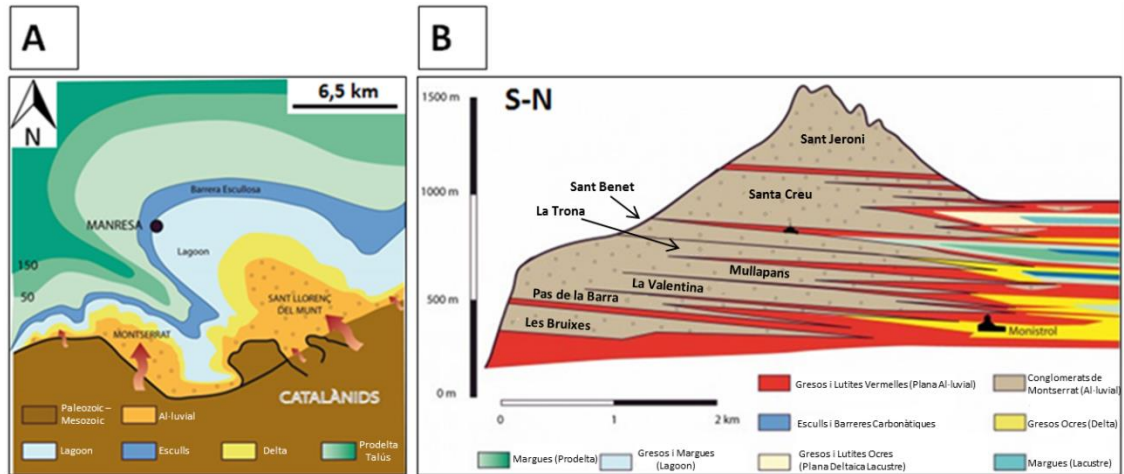 A
B
6,5 km
N
Barrera Escullosa
MANRESA
Lagoon
150
50
SANT LLORENÇ
DEL MUNT
MONTSERRAT
CATALÀNIDS
Paleozoic –
Mesozoic
Al·luvial
Lagoon
Esculls
Delta
Prodelta
Talús
1500 m
S-N
Sant Jeroni
1000 m
Sant Benet
Santa Creu
La Trona
Mullapans
La Valentina
500 m
Pas de la Barra
Les Bruixes
Monistrol
0 m
0
1
2 km
Gresos i Lutites Vermelles (Plana Al·luvial)
Conglomerats de
Montserrat (Al·luvial)
Esculls i Barreres Carbonàtiques
Gresos Ocres (Delta)
Margues (Prodelta)
Gresos i Margues
(Lagoon)
Gresos i Lutites Ocres
(Plana Deltaica Lacustre)
Margues (Lacustre)